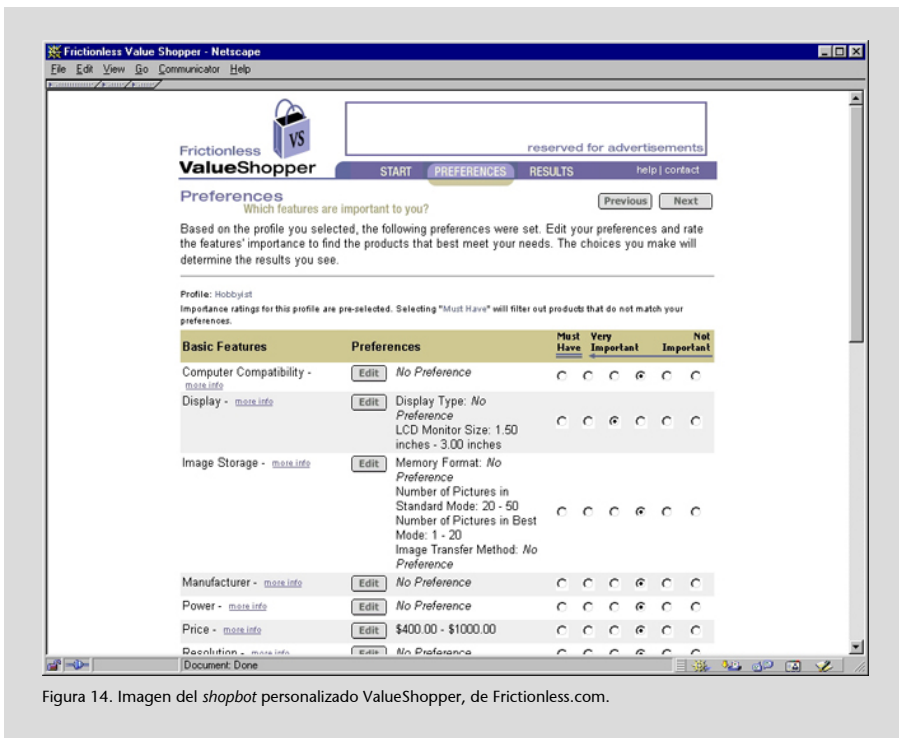 Frictionless Value Shopper - Netscape
File Edit View Go Communicator Help
VS
Frictionless
ValueShopper
reserved for advertisements
START PREFERENCES RESULTS help | contact
Preferences
Which features are important to you?
Previous Next
Based on the profile you selected, the following preferences were set. Edit your preferences and rate
the features' importance to find the products that best meet your needs. The choices you make will
determine the results you see.
Profile: Hobbyist
Importance ratings for this profile are pre-selected. Selecting "Must Have" will filter out products that do not match your
preferences.
Basic Features Preferences Must Have Very Important Not Important
Computer Compatibility - more info Edit No Preference
Display - more info Edit Display Type: No
Preference
LCD Monitor Size: 1.50
inches - 3.00 inches
Image Storage - more info Edit Memory Format: No
Preference
Number of Pictures in
Standard Mode: 20 - 50
Number of Pictures in Best
Mode: 1 - 20
Image Transfer Method: No
Preference
Manufacturer - more info Edit No Preference
Power - more info Edit No Preference
Price - more info Edit $400.00 - $1000.00
Resolution - more info Edit No Preference
Document: Done
Figura 14. Imagen del shopbot personalizado ValueShopper, de Frictionless.com.